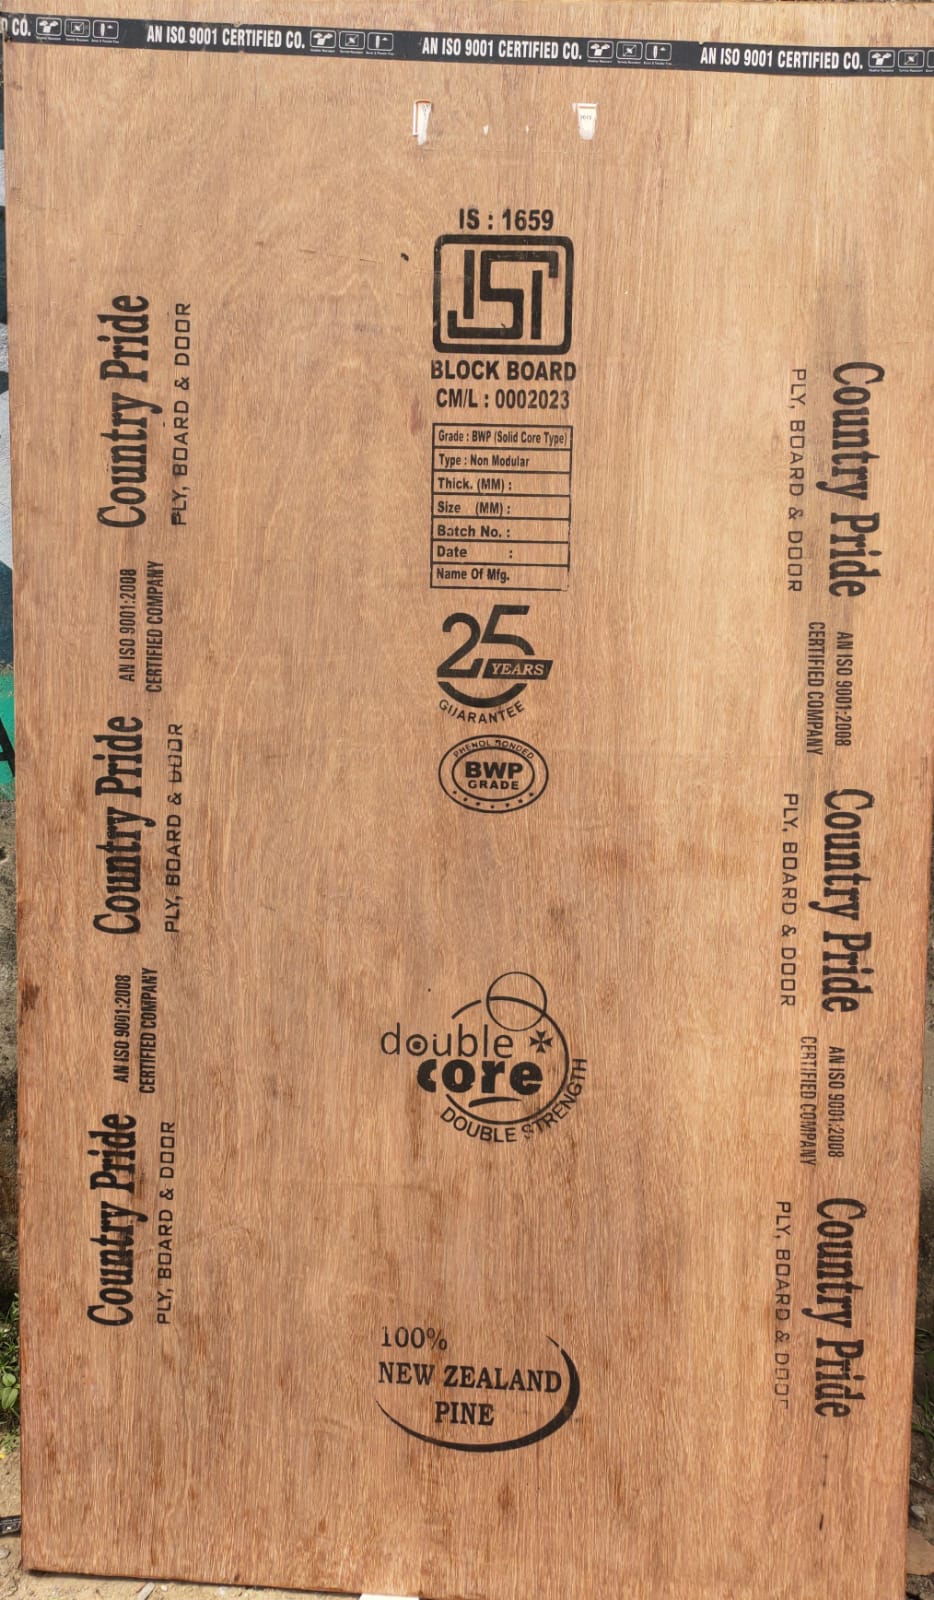 CO.
AN ISO 9001 CERTIFIED CO.
AN ISO 9001 CERTIFIED CO.
AN ISO 9001 CERTIFIED CO.
IS : 1659
BLOCK BOARD
CM/L : 0002023
Grade : BWP (Solid Core Type)
Type : Non Modular
Thick. (MM) :
Size (MM) :
Batch No. :
Date :
Name Of Mfg.
25
YEARS
GUARANTEE
PHENOL BONDED
BWP
GRADE
double
core
DOUBLE STRENGTH
100%
NEW ZEALAND
PINE
Country Pride
PLY, BOARD & DOOR
AN ISO 9001:2008
CERTIFIED COMPANY
Country Pride
PLY, BOARD & DOOR
AN ISO 9001:2008
CERTIFIED COMPANY
Country Pride
PLY, BOARD & DOOR
Country Pride
PLY, BOARD & DOOR
AN ISO 9001:2008
CERTIFIED COMPANY
Country Pride
PLY, BOARD & DOOR
AN ISO 9001:2008
CERTIFIED COMPANY
Country Pride
PLY, BOARD & DOOR